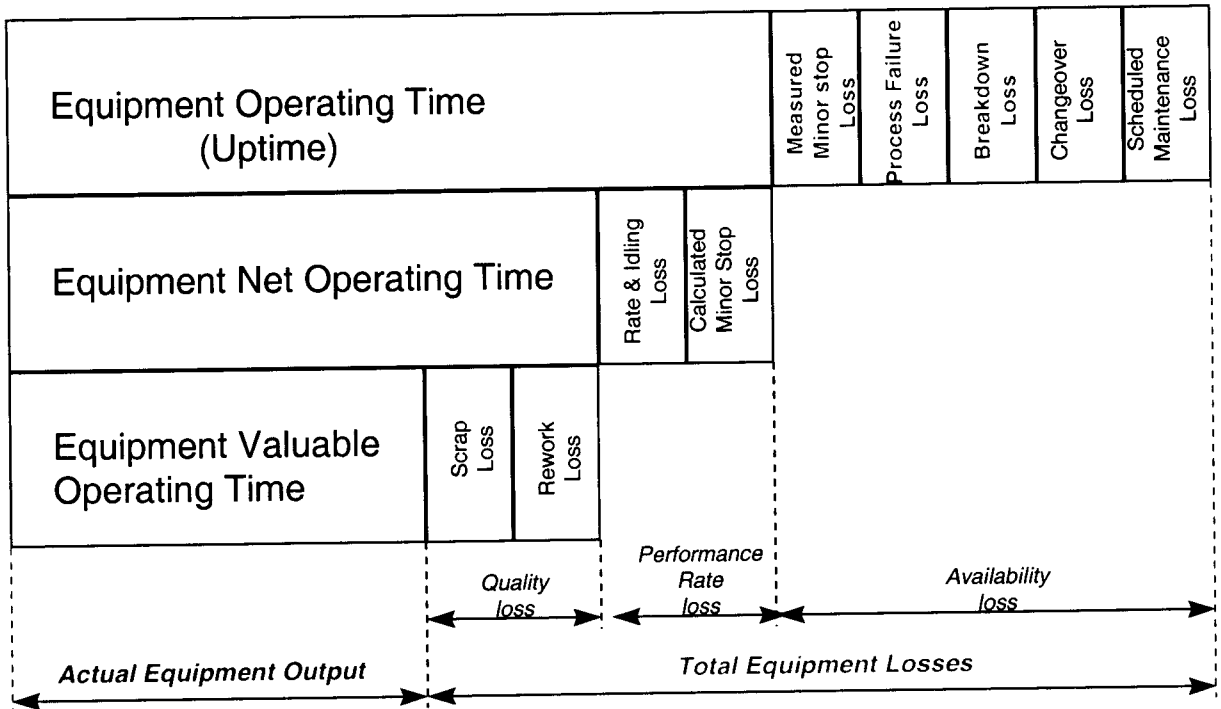 Equipment Operating Time
(Uptime)
Measured
Minor stop
Loss
Process Failure
Loss
Breakdown
Loss
Changeover
Loss
Scheduled
Maintenance
Loss
Equipment Net Operating Time
Rate & Idling
Loss
Calculated
Minor Stop
Loss
Equipment Valuable
Operating Time
Scrap
Loss
Rework
Loss
Quality
loss
Performance
Rate
loss
Availability
loss
Actual Equipment Output
Total Equipment Losses